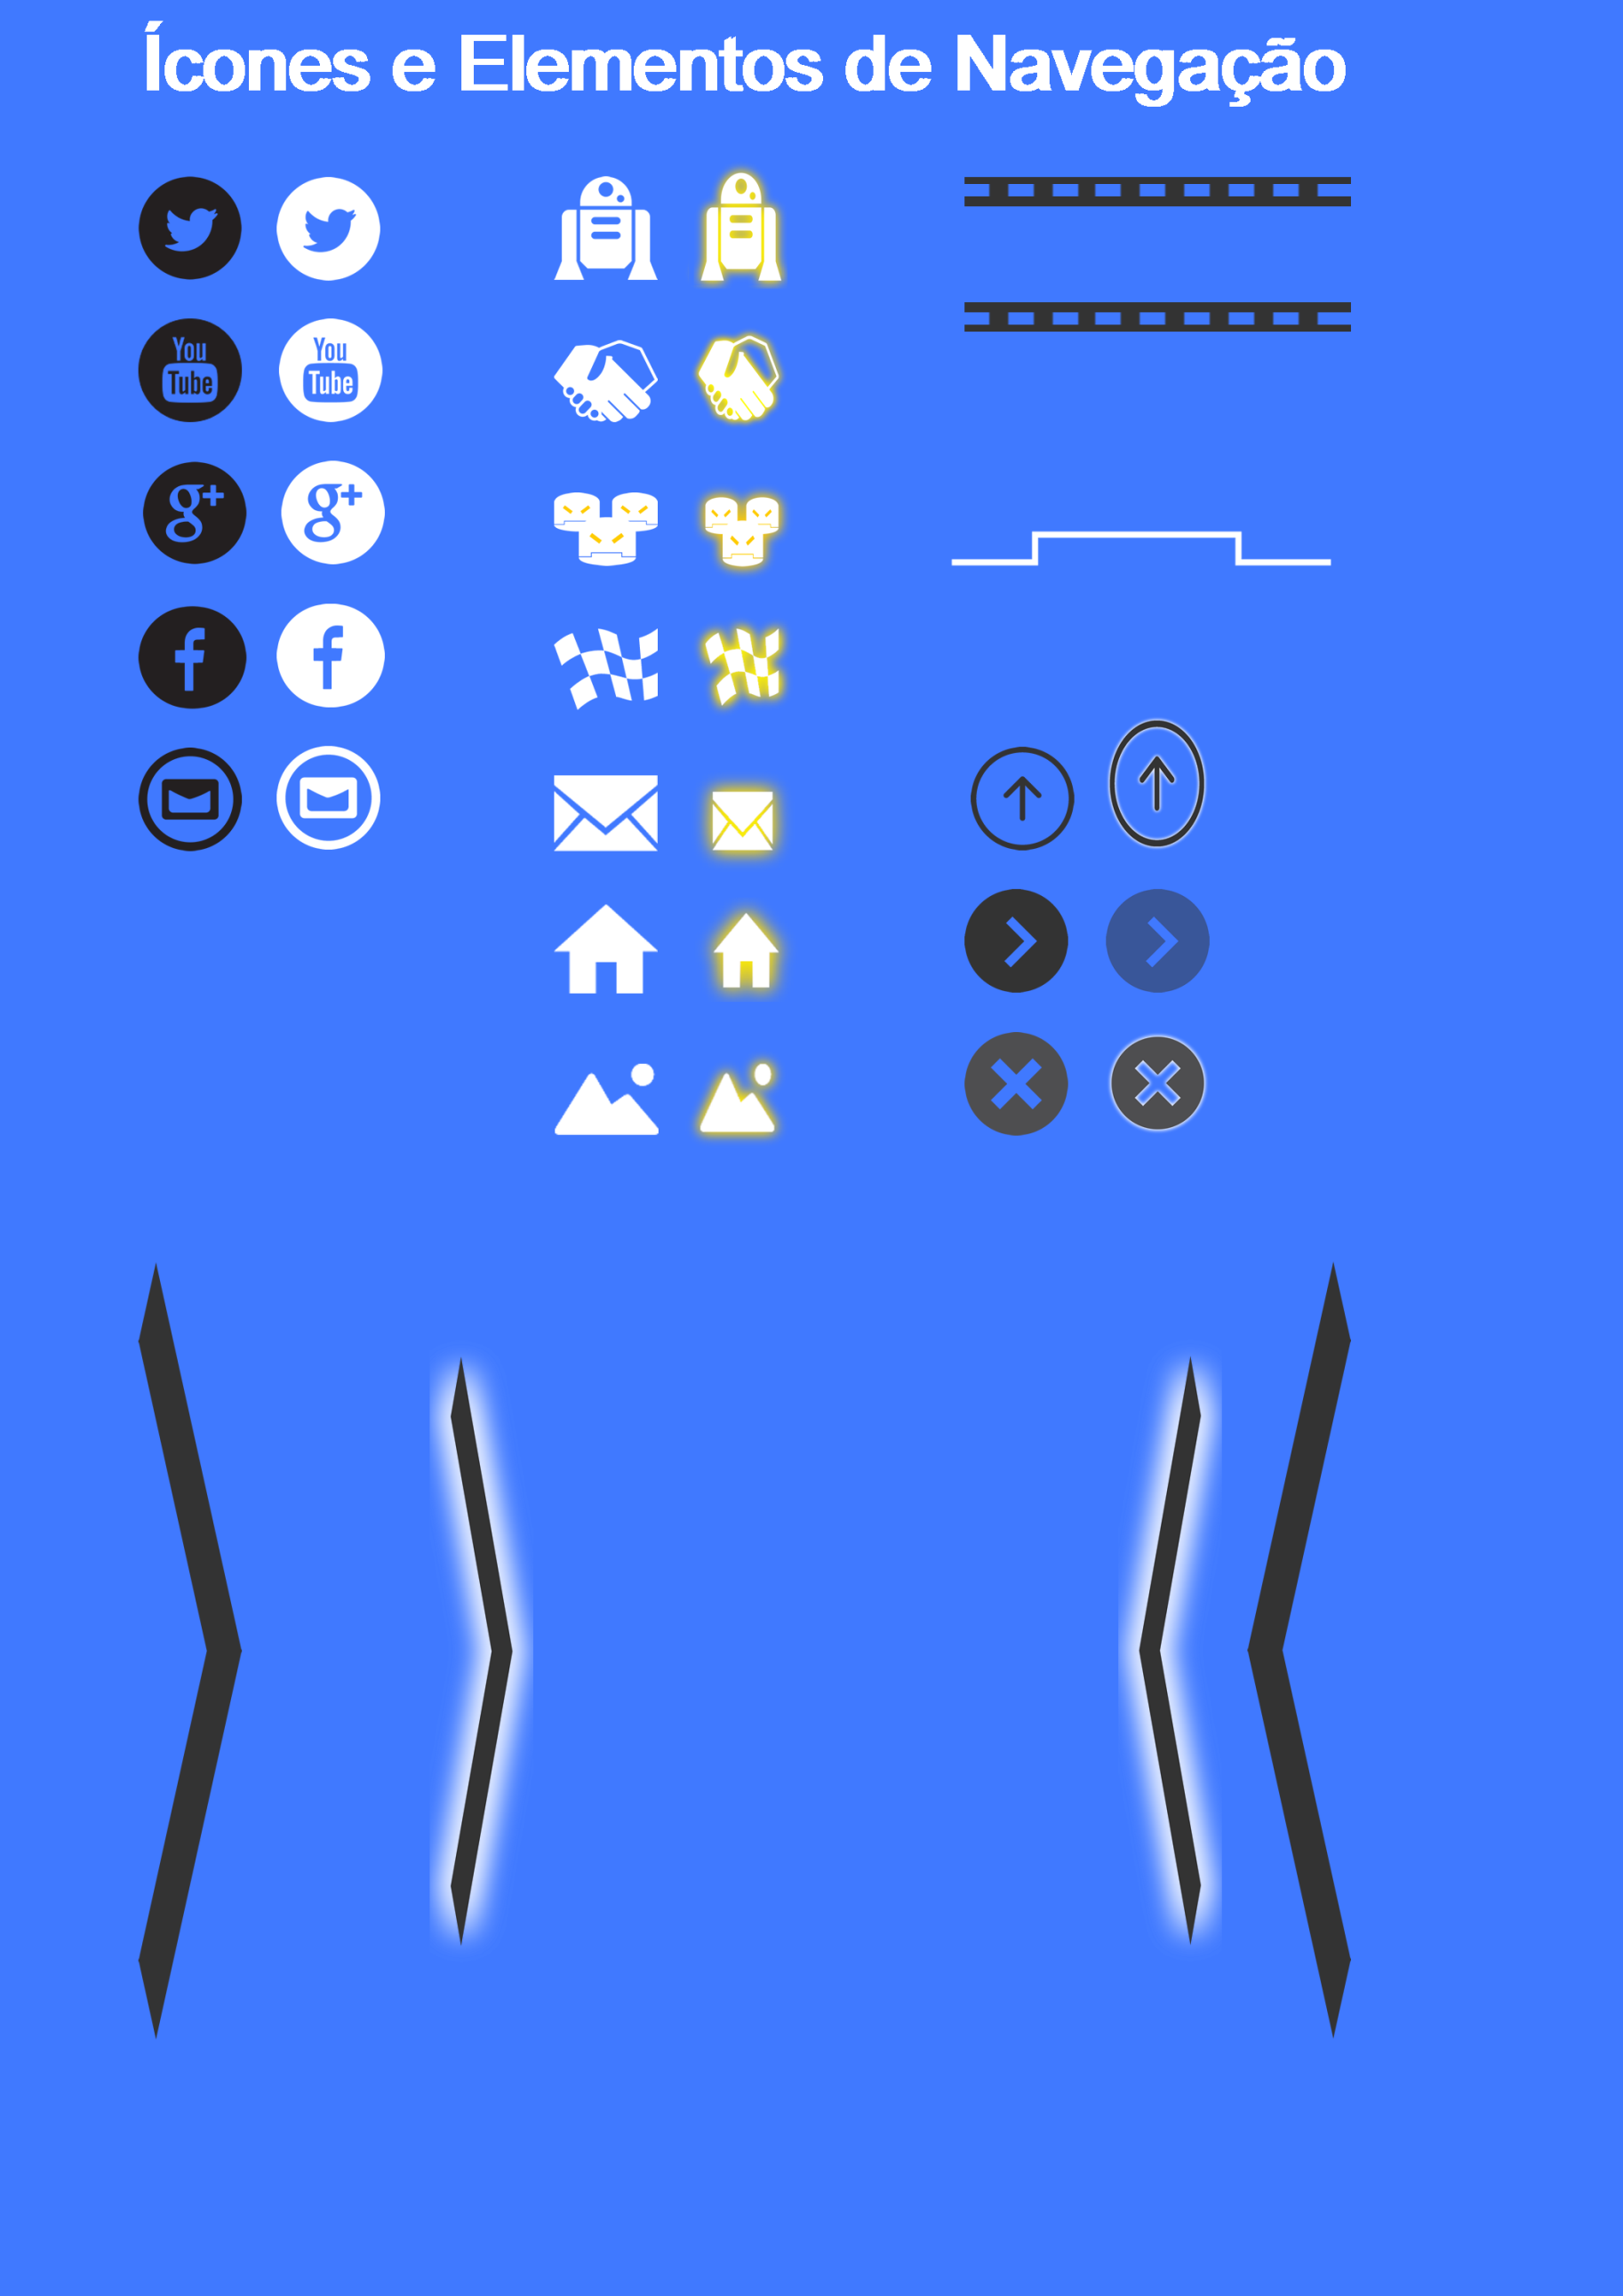 Ícones e Elementos de Navegação
You
Tube
You
Tube
g+
g+
f
f